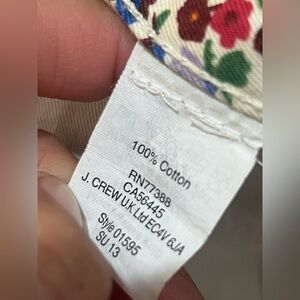 100% Cotton
RN77388
CA56445
J. CREW UK Ltd EC4V 6JA
Style 01595
SU 13